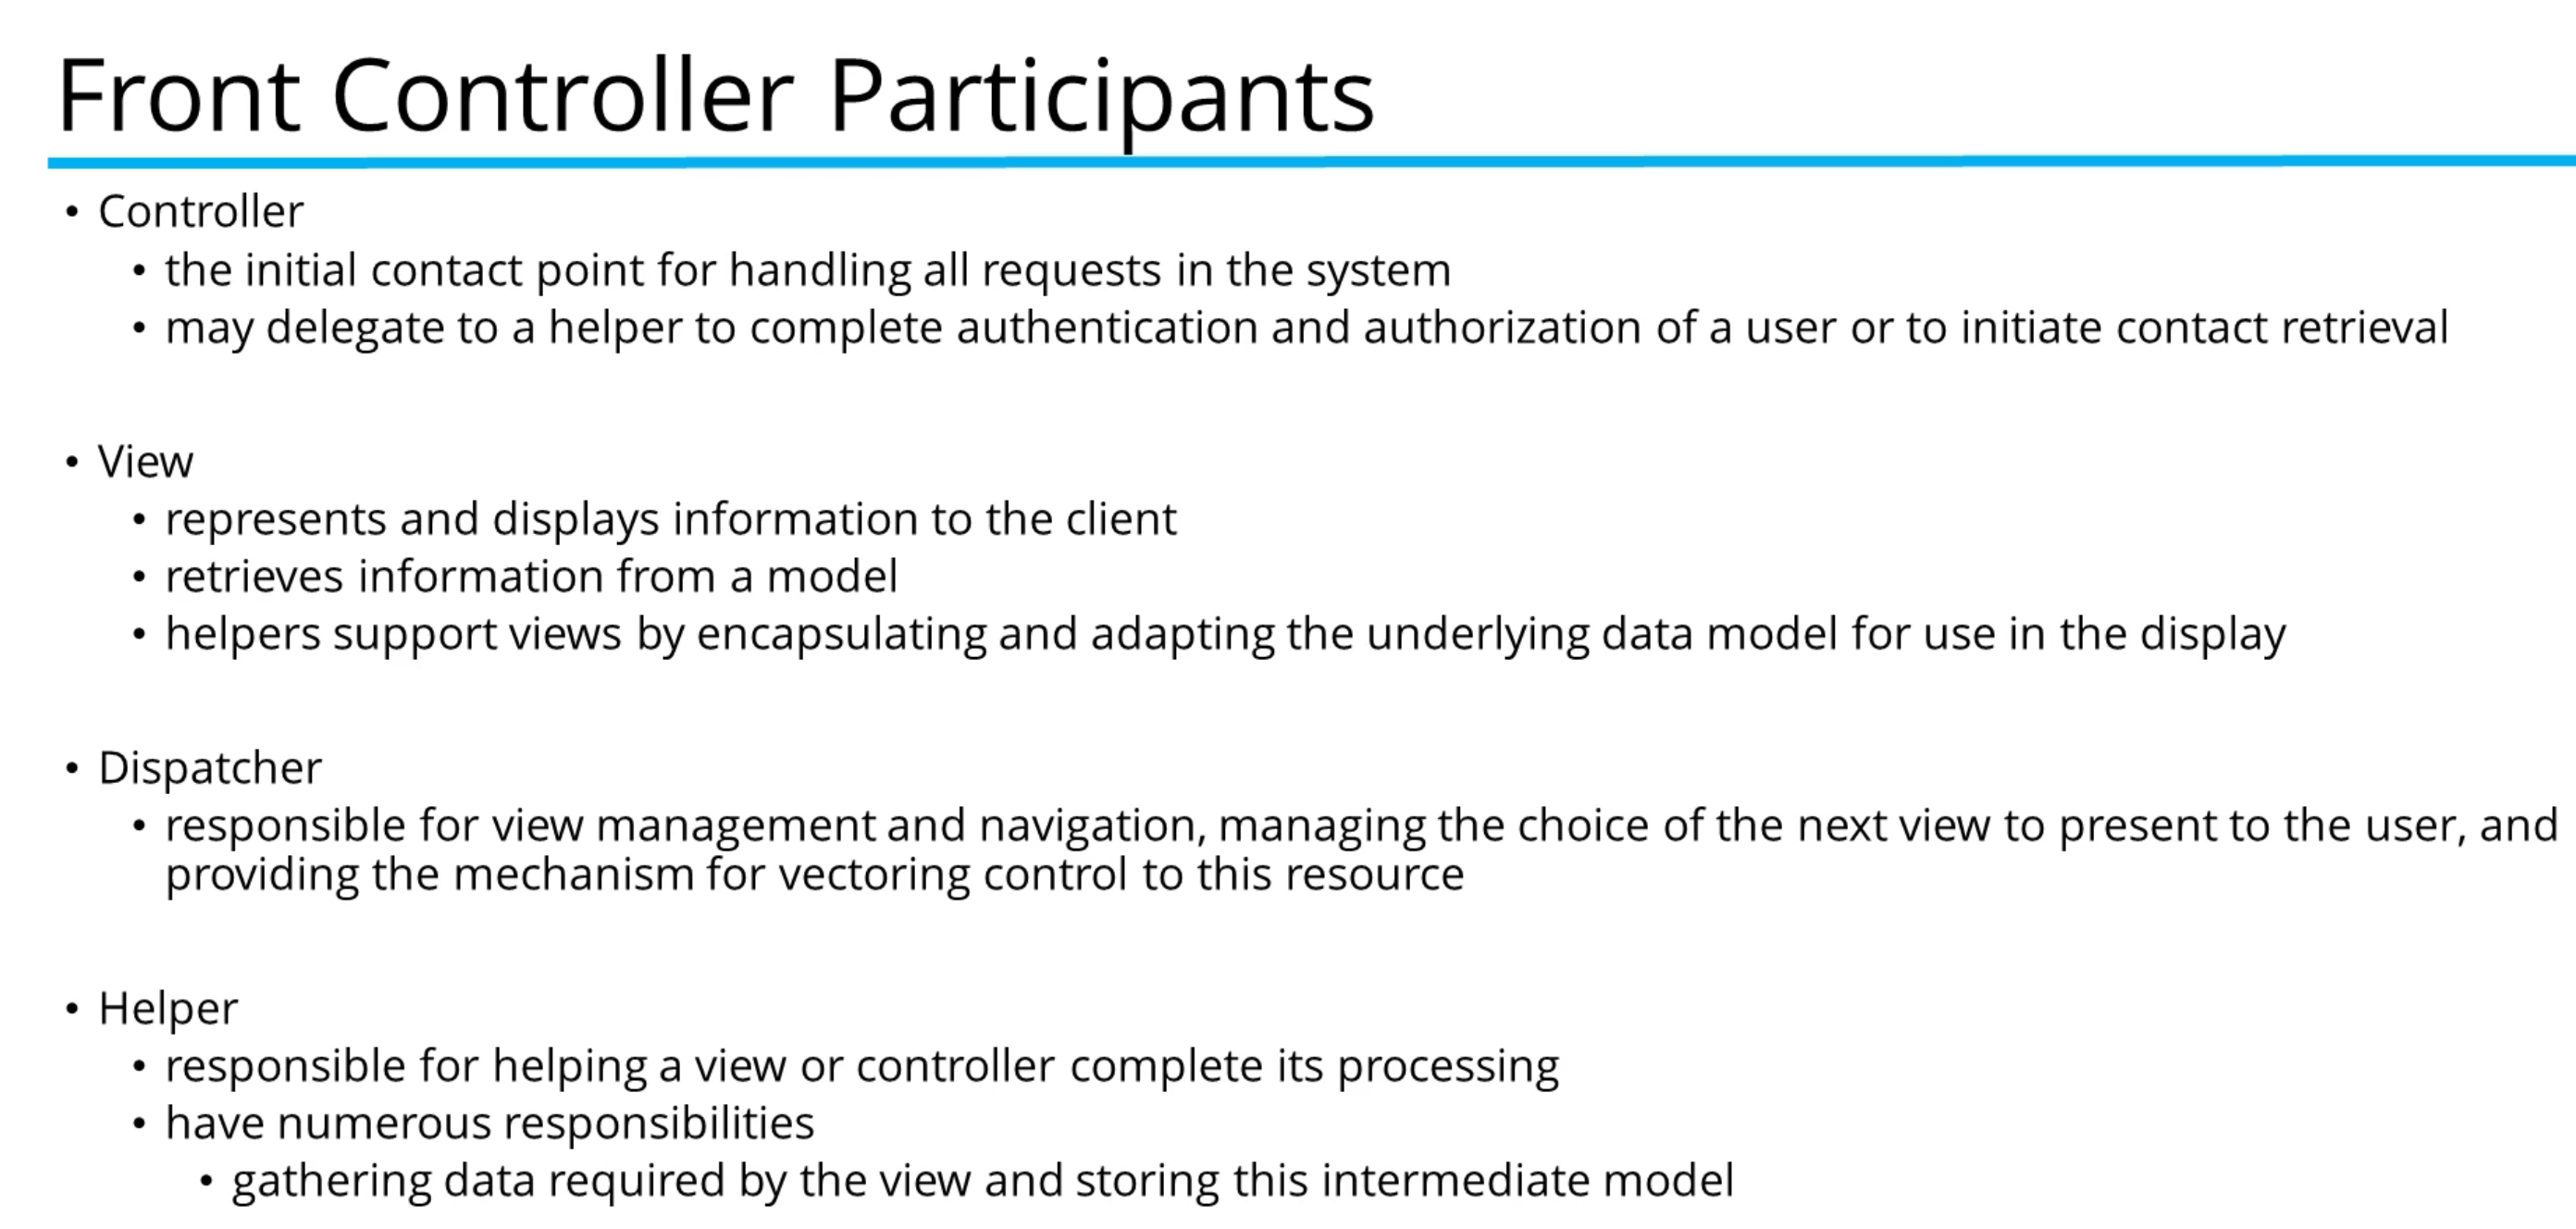 Front Controller Participants
• Controller
• the initial contact point for handling all requests in the system
• may delegate to a helper to complete authentication and authorization of a user or to initiate contact retrieval
• View
• represents and displays information to the client
• retrieves information from a model
• helpers support views by encapsulating and adapting the underlying data model for use in the display
• Dispatcher
• responsible for view management and navigation, managing the choice of the next view to present to the user, and
providing the mechanism for vectoring control to this resource
• Helper
• responsible for helping a view or controller complete its processing
• have numerous responsibilities
• gathering data required by the view and storing this intermediate model